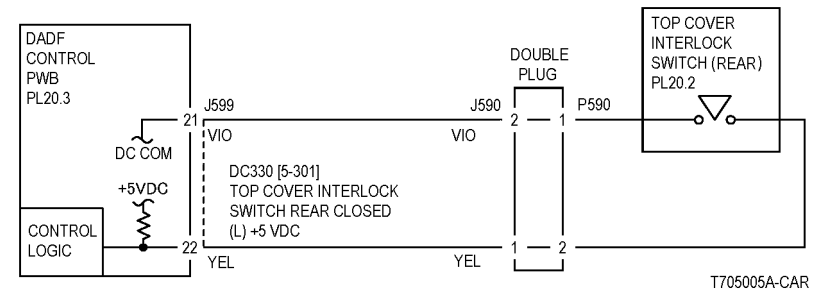 DADF
CONTROL
PWB
PL20.3
DC COM
+5VDC
CONTROL
LOGIC
21
22
J599
VIO
YEL
DC330 [5-301]
TOP COVER INTERLOCK
SWITCH REAR CLOSED
(L) +5 VDC
VIO
YEL
DOUBLE
PLUG
J590
2
1
P590
1
2
TOP COVER
INTERLOCK
SWITCH (REAR)
PL20.2
T705005A-CAR